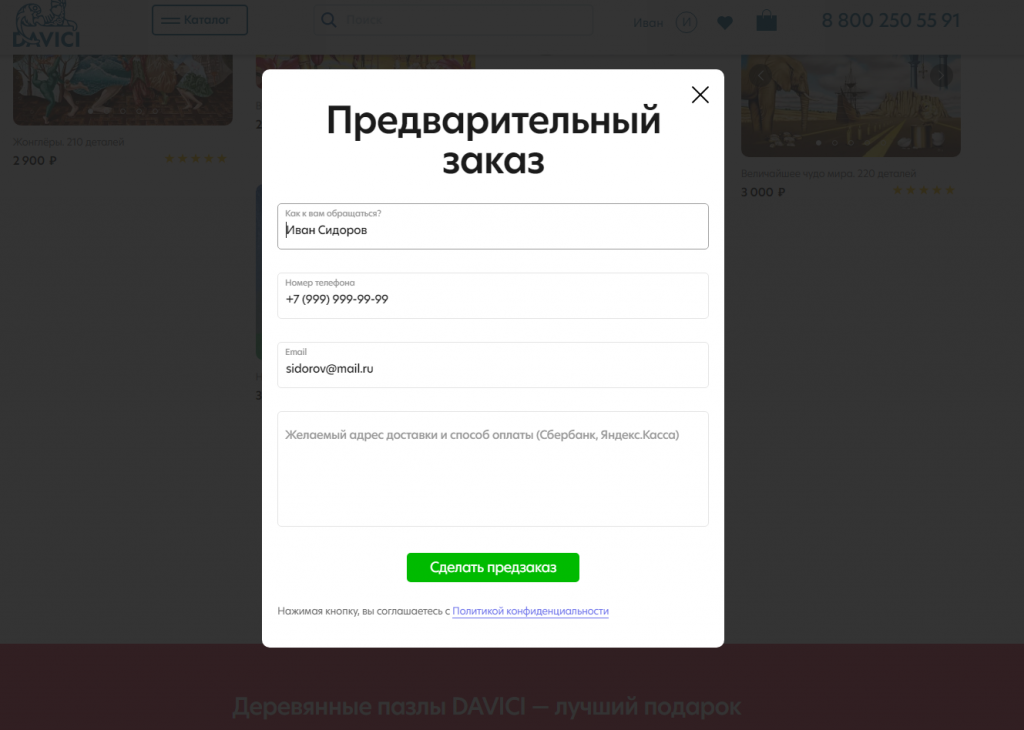 DAVICI
Каталог
Поиск
Иван
И
8 800 250 55 91
Жонглёры. 210 деталей
2 900 ₽
Величайшее чудо мира. 220 деталей
3 000 ₽
Предварительный
заказ
Как к вам обращаться?
Иван Сидоров
Номер телефона
+7 (999) 999-99-99
Email
sidorov@mail.ru
Желаемый адрес доставки и способ оплаты (Сбербанк, Яндекс.Касса)
Сделать предзаказ
Нажимая кнопку, вы соглашаетесь с Политикой конфиденциальности
Деревянные пазлы DAVICI — лучший подарок